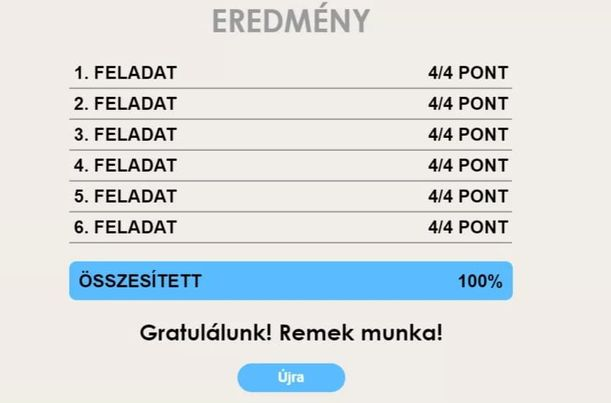 EREDMÉNY
1. FELADAT 4/4 PONT
2. FELADAT 4/4 PONT
3. FELADAT 4/4 PONT
4. FELADAT 4/4 PONT
5. FELADAT 4/4 PONT
6. FELADAT 4/4 PONT
ÖSSZESÍTETT 100%
Gratulálunk! Remek munka!
Újra